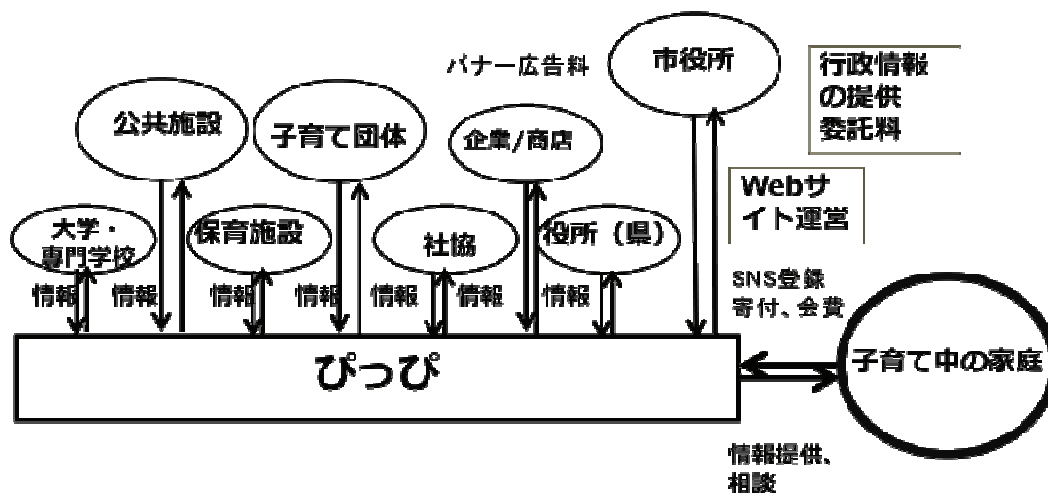 市役所
バナー広告料
行政情報
の提供
委託料
公共施設
子育て団体
企業/商店
Webサ
イト運営
大学・
専門学校
保育施設
社協
役所（県）
情報
情報
情報
情報
情報
情報
情報
SNS登録
寄付、会費
ぴっぴ
子育て中の家庭
情報提供、
相談